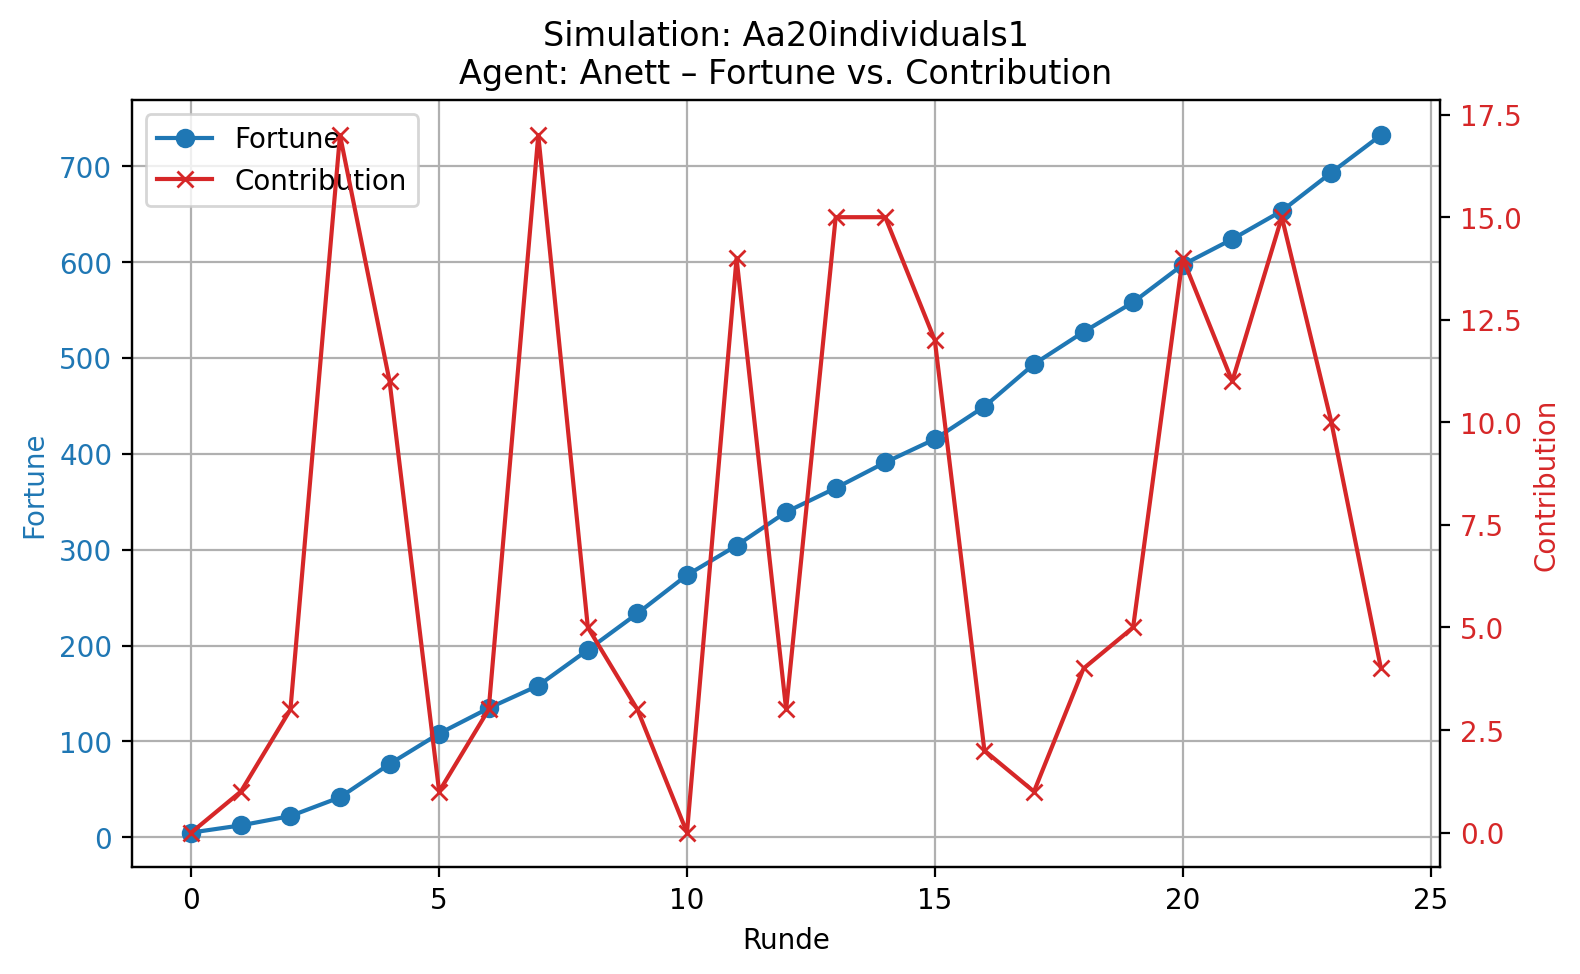 Simulation: Aa20individuals1
Agent: Anett – Fortune vs. Contribution
Fortune
Contribution
700
600
500
400
300
200
100
0
Fortune
17.5
15.0
12.5
10.0
7.5
5.0
2.5
0.0
Contribution
0 5 10 15 20 25
Runde